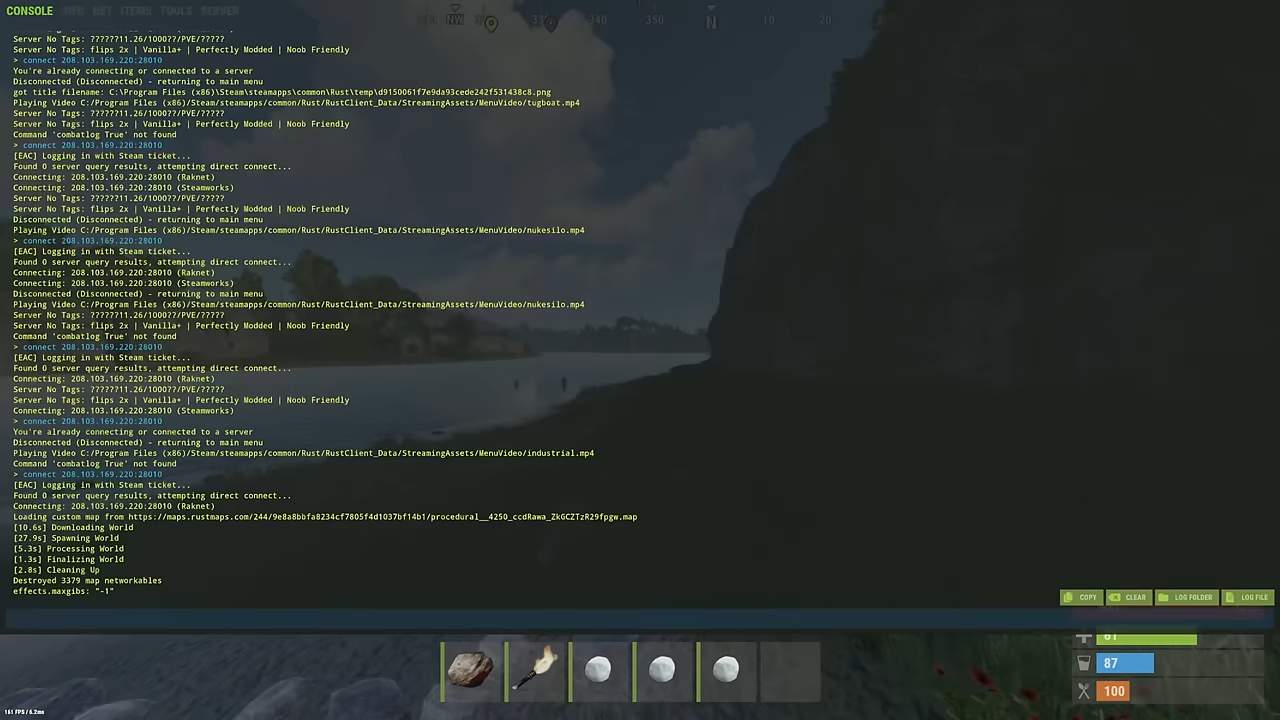 CONSOLE INFO NET ITEMS TOOLS SERVER
NW 330 340 350 N 10 20
Server No Tags: ??????11.26/1000??/PVE/?????
Server No Tags: flips 2x | Vanilla+ | Perfectly Modded | Noob Friendly
> connect 208.103.169.220:28010
You're already connecting or connected to a server
Disconnected (Disconnected) - returning to main menu
got title filename: C:\Program Files (x86)\Steam\steamapps\common\Rust\temp\d9150061f7e9da93cede242f531438c8.png
Playing Video C:/Program Files (x86)/Steam/steamapps/common/Rust/RustClient_Data/StreamingAssets/MenuVideo/tugboat.mp4
Server No Tags: ??????11.26/1000??/PVE/?????
Server No Tags: flips 2x | Vanilla+ | Perfectly Modded | Noob Friendly
Command 'combatlog True' not found
> connect 208.103.169.220:28010
[EAC] Logging in with Steam ticket...
Found 0 server query results, attempting direct connect...
Connecting: 208.103.169.220:28010 (Raknet)
Connecting: 208.103.169.220:28010 (Steamworks)
Server No Tags: ??????11.26/1000??/PVE/?????
Server No Tags: flips 2x | Vanilla+ | Perfectly Modded | Noob Friendly
Disconnected (Disconnected) - returning to main menu
Playing Video C:/Program Files (x86)/Steam/steamapps/common/Rust/RustClient_Data/StreamingAssets/MenuVideo/nukesilo.mp4
> connect 208.103.169.220:28010
[EAC] Logging in with Steam ticket...
Found 0 server query results, attempting direct connect...
Connecting: 208.103.169.220:28010 (Raknet)
Connecting: 208.103.169.220:28010 (Steamworks)
Disconnected (Disconnected) - returning to main menu
Playing Video C:/Program Files (x86)/Steam/steamapps/common/Rust/RustClient_Data/StreamingAssets/MenuVideo/nukesilo.mp4
Server No Tags: ??????11.26/1000??/PVE/?????
Server No Tags: flips 2x | Vanilla+ | Perfectly Modded | Noob Friendly
Command 'combatlog True' not found
> connect 208.103.169.220:28010
[EAC] Logging in with Steam ticket...
Found 0 server query results, attempting direct connect...
Connecting: 208.103.169.220:28010 (Raknet)
Server No Tags: ??????11.26/1000??/PVE/?????
Server No Tags: flips 2x | Vanilla+ | Perfectly Modded | Noob Friendly
Connecting: 208.103.169.220:28010 (Steamworks)
> connect 208.103.169.220:28010
You're already connecting or connected to a server
Disconnected (Disconnected) - returning to main menu
Playing Video C:/Program Files (x86)/Steam/steamapps/common/Rust/RustClient_Data/StreamingAssets/MenuVideo/industrial.mp4
Command 'combatlog True' not found
> connect 208.103.169.220:28010
[EAC] Logging in with Steam ticket...
Found 0 server query results, attempting direct connect...
Connecting: 208.103.169.220:28010 (Raknet)
Loading custom map from https://maps.rustmaps.com/244/9e8a8bbfa8234cf7805f4d1037bf14b1/procedural__4250_ccdRawa_ZkGCZTzR29fpgw.map
[10.6s] Downloading World
[27.9s] Spawning World
[5.3s] Processing World
[1.3s] Finalizing World
[2.8s] Cleaning Up
Destroyed 3379 map networkables
effects.maxgibs: "-1"
COPY CLEAR LOG FOLDER LOG FILE
61
87
100
161 FPS / 6.2ms